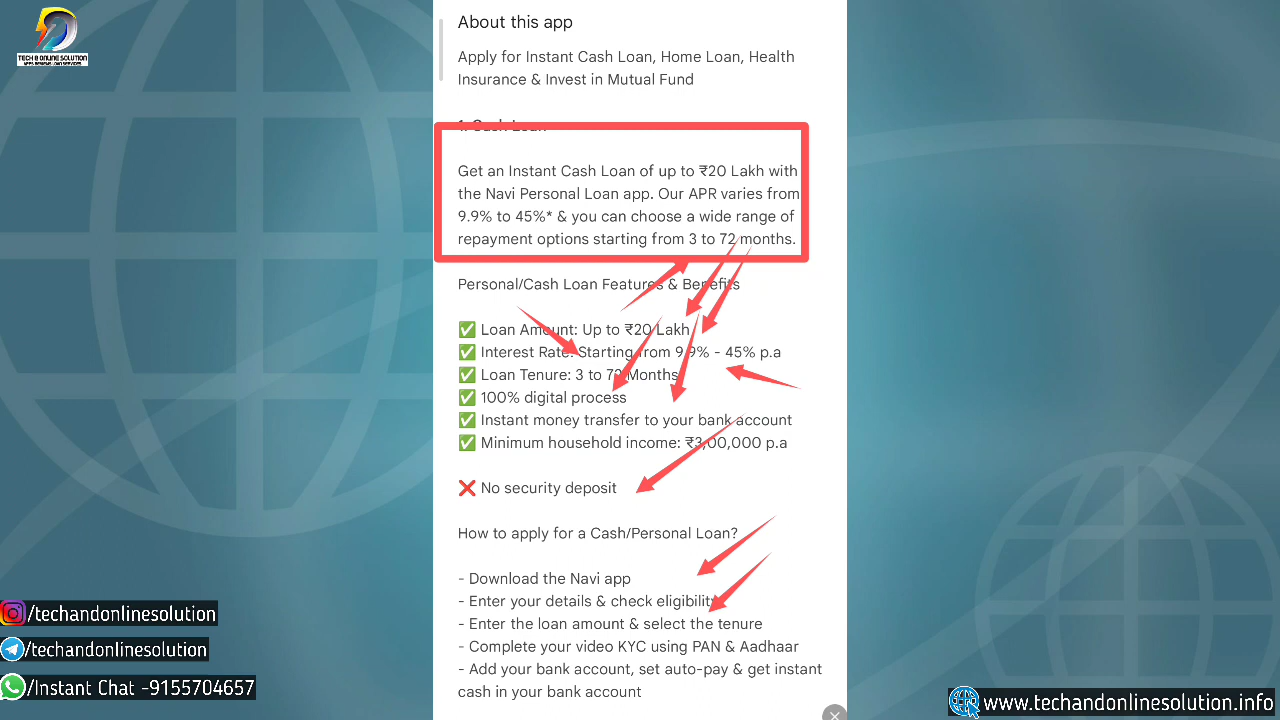 TECH & ONLINE SOLUTION
About this app
Apply for Instant Cash Loan, Home Loan, Health
Insurance & Invest in Mutual Fund
1. Cash Loan
Get an Instant Cash Loan of up to ₹20 Lakh with
the Navi Personal Loan app. Our APR varies from
9.9% to 45%* & you can choose a wide range of
repayment options starting from 3 to 72 months.
Personal/Cash Loan Features & Benefits
✅ Loan Amount: Up to ₹20 Lakh
✅ Interest Rate: Starting from 9.9% - 45% p.a
✅ Loan Tenure: 3 to 72 Months
✅ 100% digital process
✅ Instant money transfer to your bank account
✅ Minimum household income: ₹3,00,000 p.a
❌ No security deposit
How to apply for a Cash/Personal Loan?
- Download the Navi app
- Enter your details & check eligibility
- Enter the loan amount & select the tenure
- Complete your video KYC using PAN & Aadhaar
- Add your bank account, set auto-pay & get instant
cash in your bank account
/techandonlinesolution
/techandonlinesolution
/Instant Chat -9155704657
www.techandonlinesolution.info